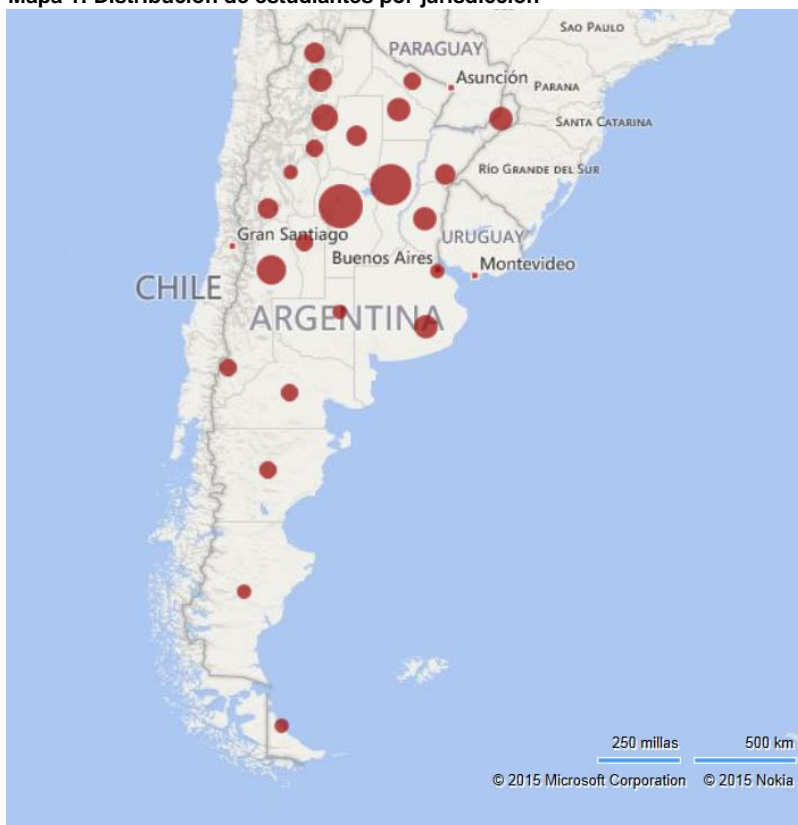 Mapa 1. Distribución de estudiantes por jurisdicción
SAO PAULO
PARAGUAY
Asunción
PARANA
SANTA CATARINA
RÍO GRANDE DEL SUR
Gran Santiago
URUGUAY
Buenos Aires
Montevideo
CHILE
ARGENTINA
250 millas
500 km
© 2015 Microsoft Corporation
© 2015 Nokia